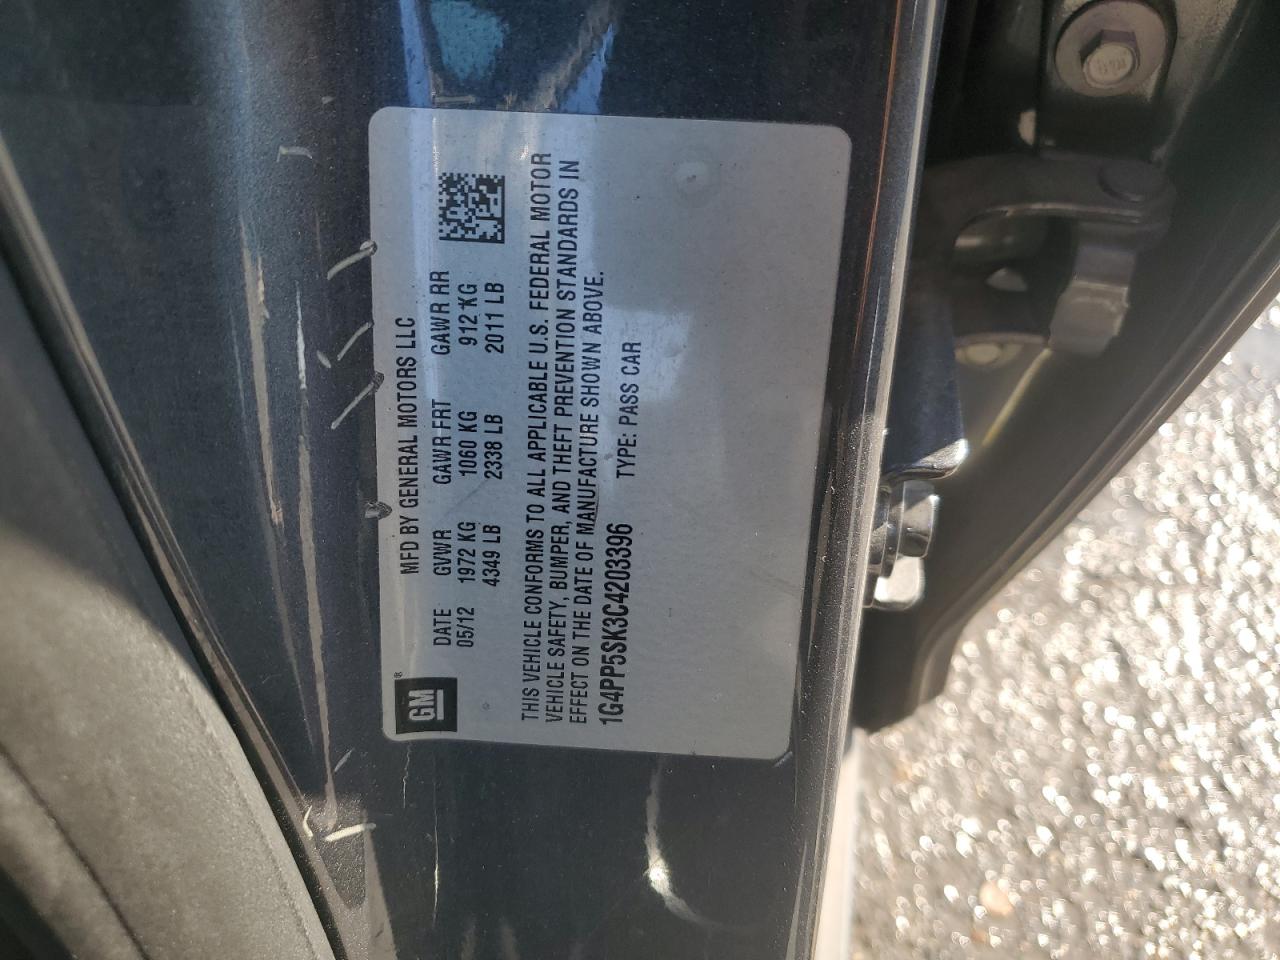 GM®
MFD BY GENERAL MOTORS LLC
DATE GVWR GAWR FRT GAWR RR
05/12 1972 KG 1060 KG 912 KG
4349 LB 2338 LB 2011 LB
THIS VEHICLE CONFORMS TO ALL APPLICABLE U.S. FEDERAL MOTOR
VEHICLE SAFETY, BUMPER, AND THEFT PREVENTION STANDARDS IN
EFFECT ON THE DATE OF MANUFACTURE SHOWN ABOVE.
1G4PP5SK3C4203396 TYPE: PASS CAR